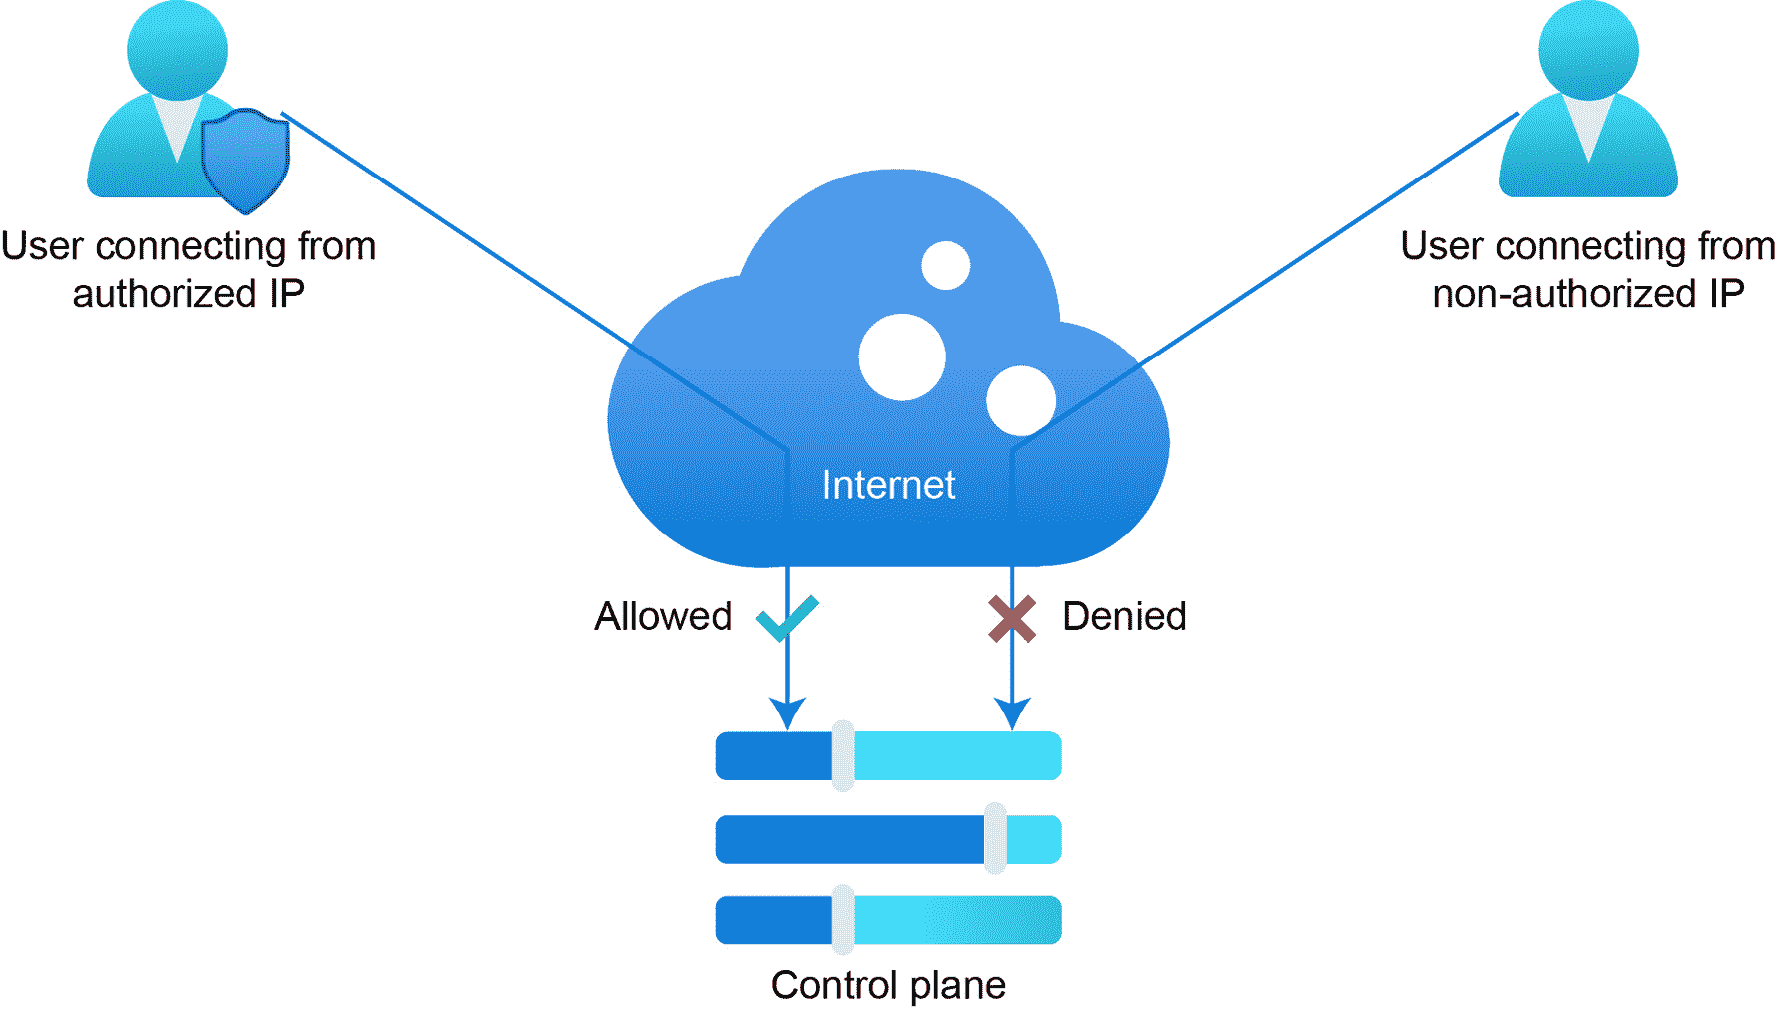 User connecting from
authorized IP
User connecting from
non-authorized IP
Internet
Allowed
Denied
Control plane